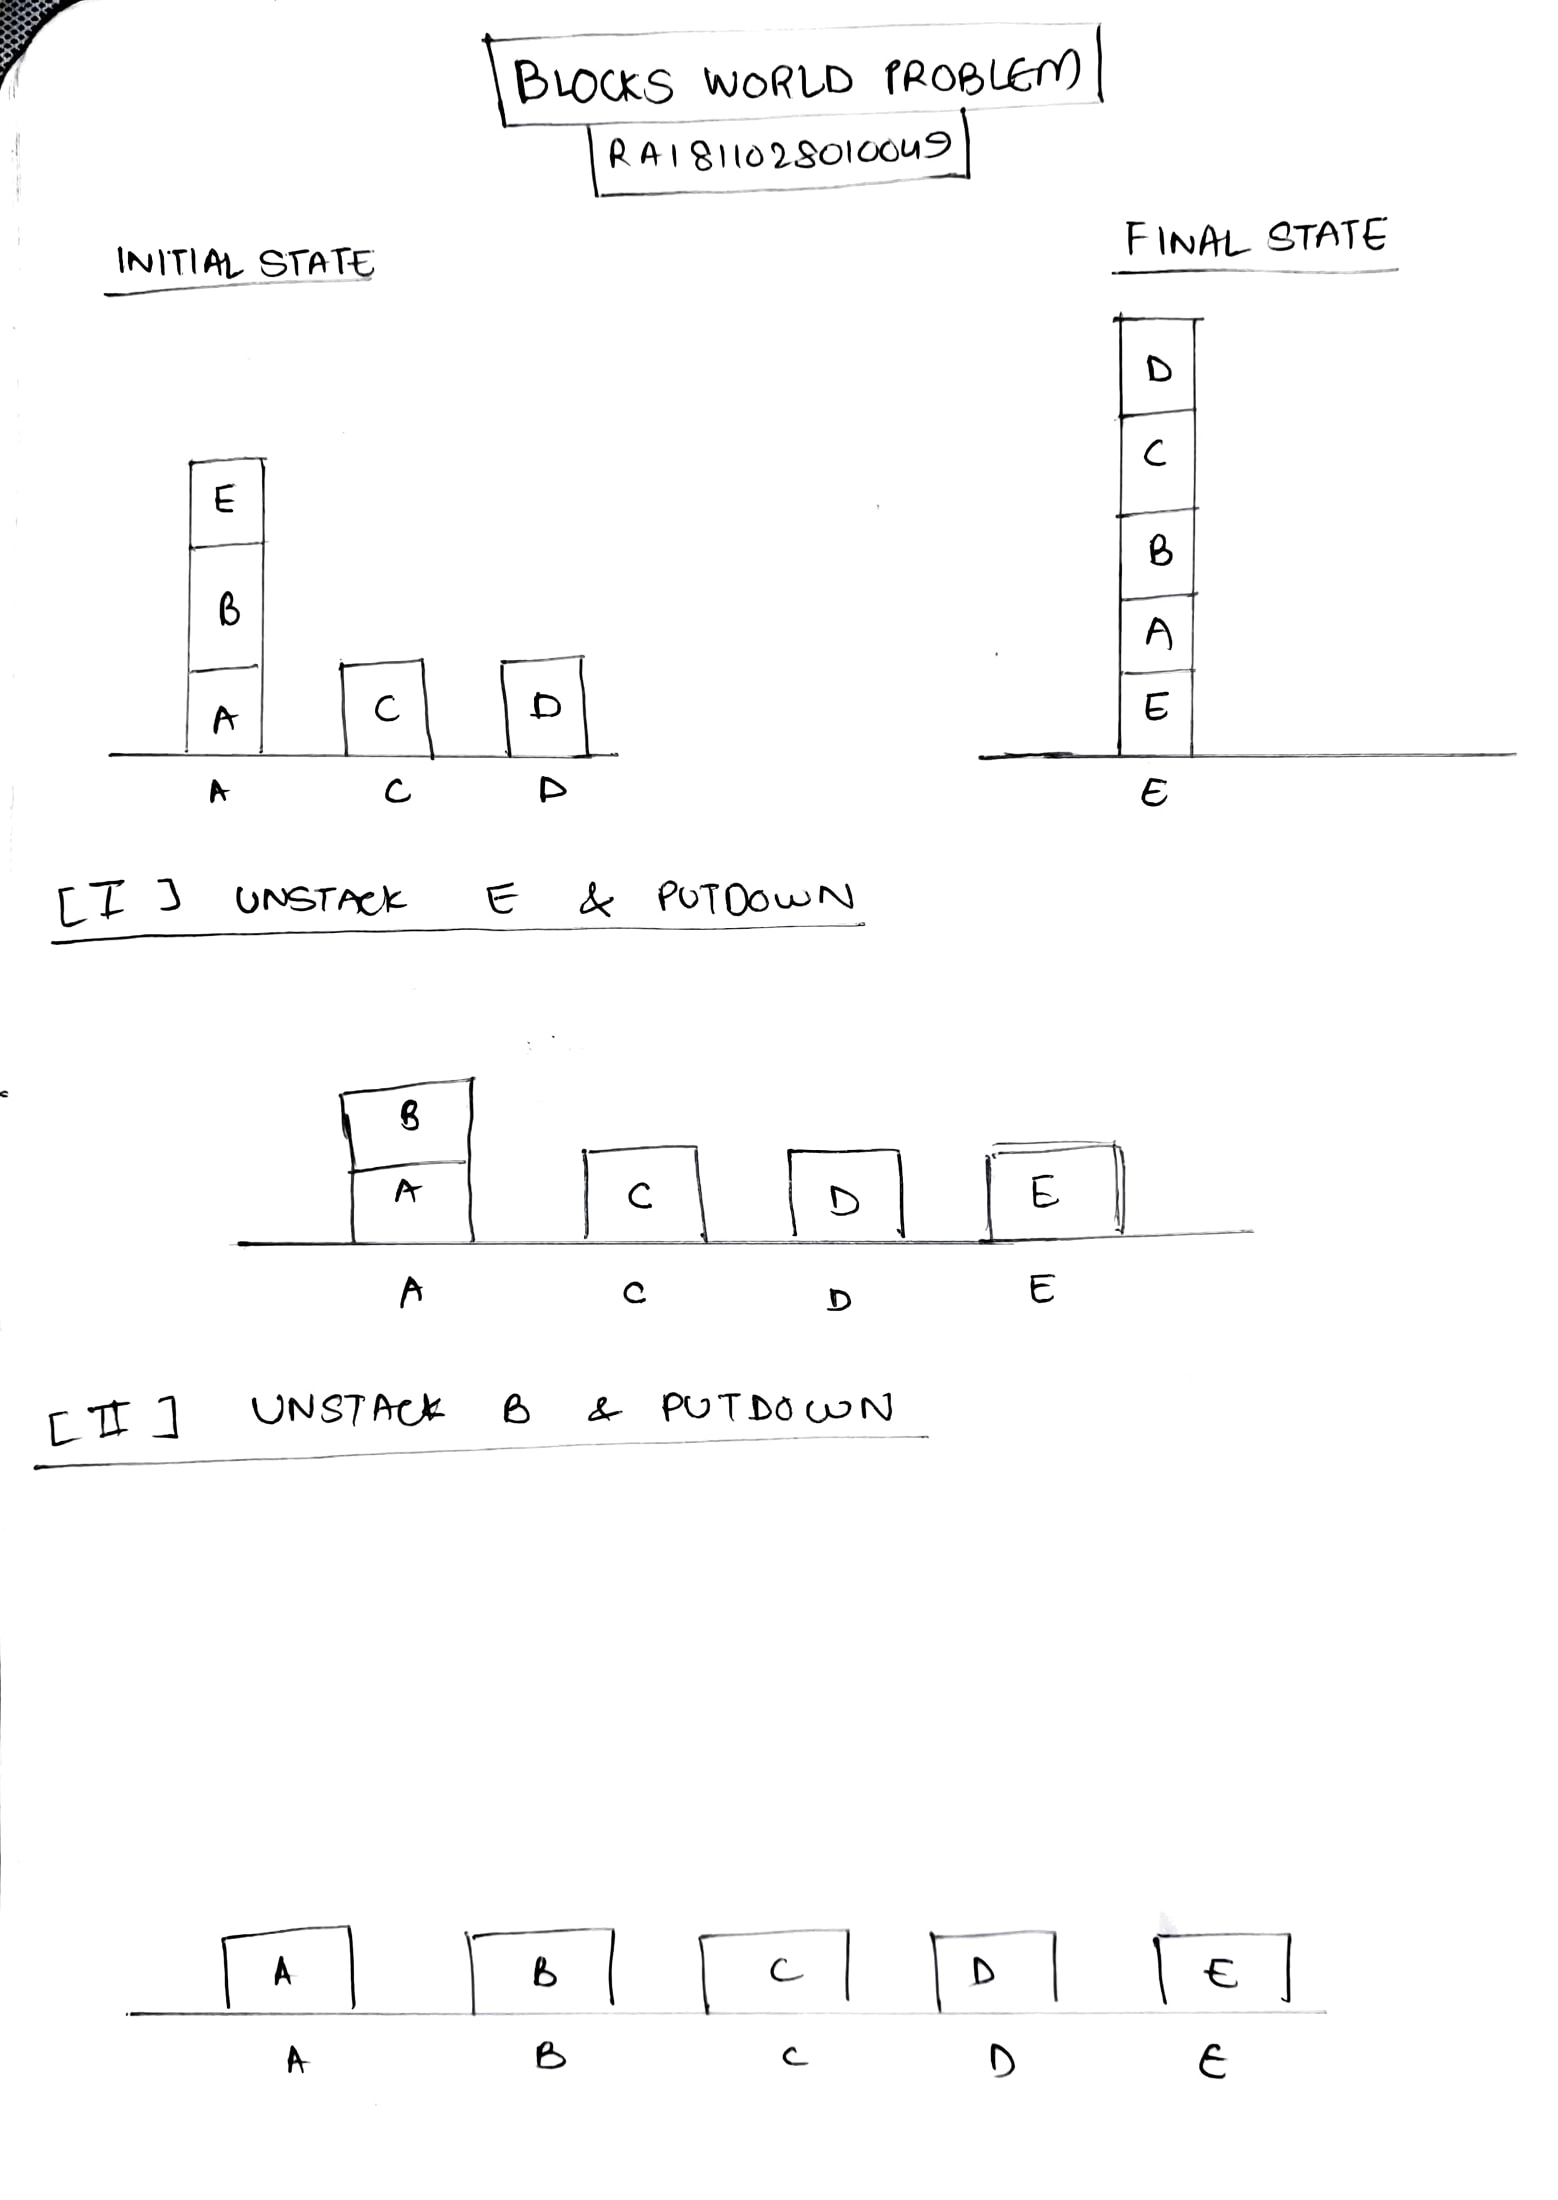 BLOCKS WORLD PROBLEM
RA1811028010049
INITIAL STATE
FINAL STATE
E
B
A
C
D
A C D
D
C
B
A
E
E
[I] UNSTACK E & PUTDOWN
B
A
C
D
E
A C D E
[II] UNSTACK B & PUTDOWN
A B C D E
A B C D E